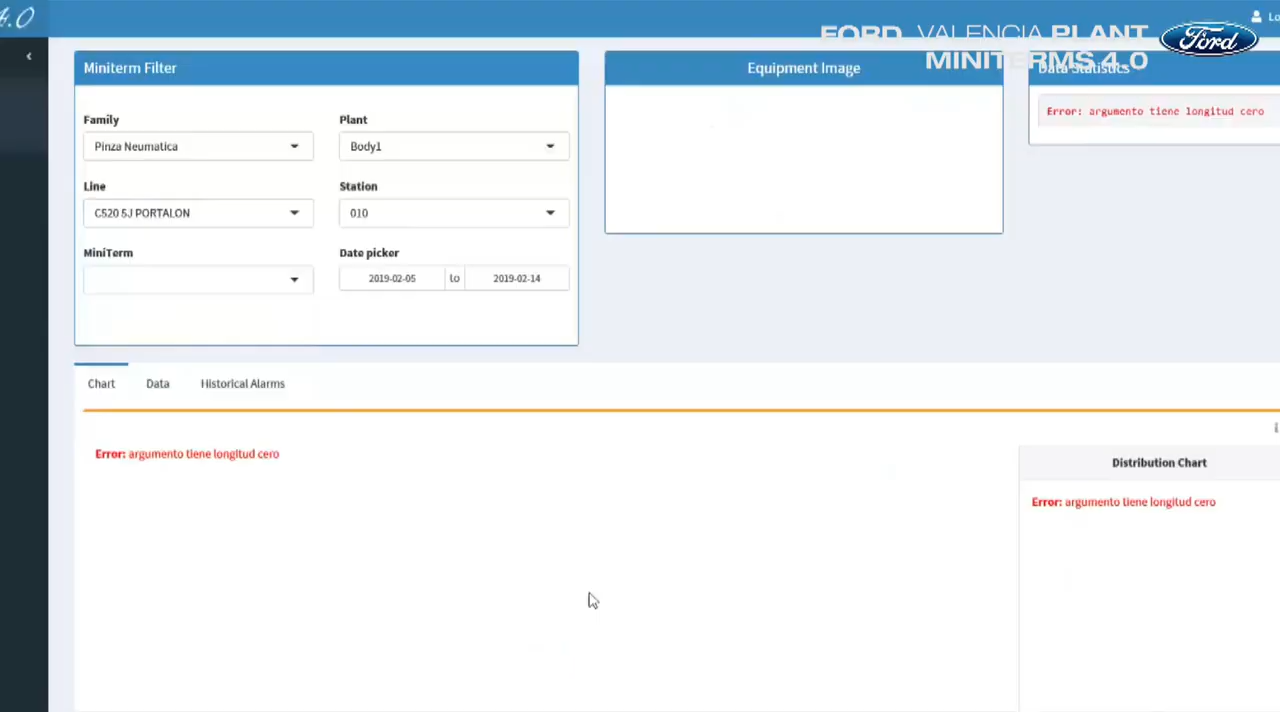 4.0
Lo
FORD VALENCIA PLANT
MINITERMS 4.0
Ford
Miniterm Filter
Equipment Image
Data Statistics
Family
Plant
Pinza Neumatica
Body1
Line
Station
C520 5J PORTALON
010
MiniTerm
Date picker
2019-02-05 to 2019-02-14
Error: argumento tiene longitud cero
Chart Data Historical Alarms
Error: argumento tiene longitud cero
Distribution Chart
Error: argumento tiene longitud cero